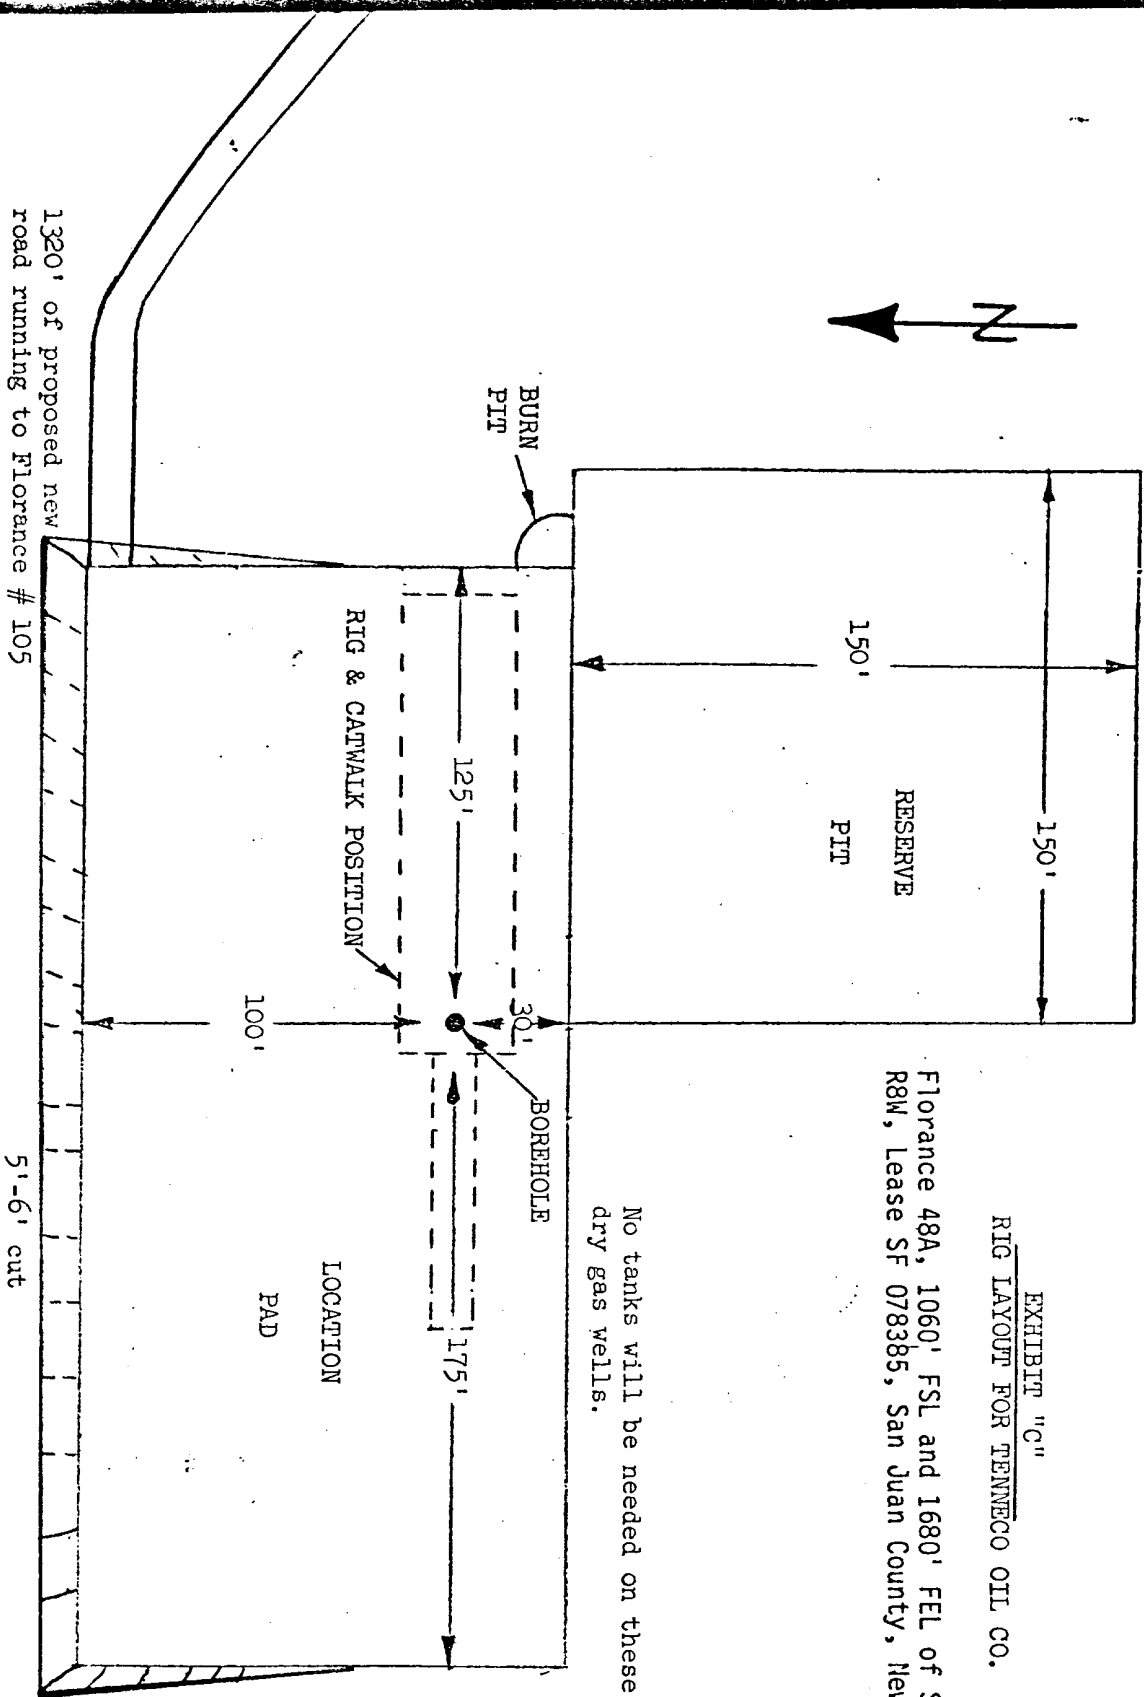 EXHIBIT "C"
RIG LAYOUT FOR TENNECO OIL CO.
Florance 48A, 1060' FSL and 1680' FEL of
R8W, Lease SF 078385, San Juan County,
N
150'
150'
RESERVE
PIT
BURN
PIT
No tanks will be needed on these
dry gas wells.
30'
BOREHOLE
125'
175'
RIG & CATWALK POSITION
100'
LOCATION
PAD
1320' of proposed new
road running to Florance # 105
5'-6' cut